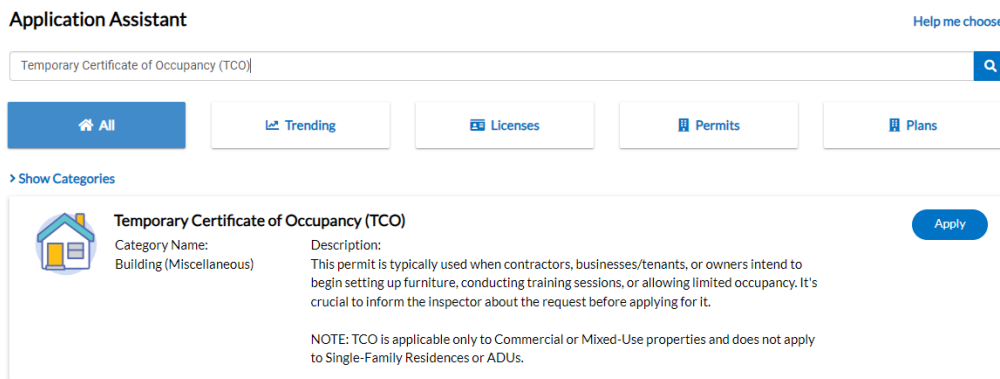 Application Assistant
Help me choose
Temporary Certificate of Occupancy (TCO)
All
Trending
Licenses
Permits
Plans
Show Categories
Temporary Certificate of Occupancy (TCO)
Apply
Category Name:
Building (Miscellaneous)
Description:
This permit is typically used when contractors, businesses/tenants, or owners intend to
begin setting up furniture, conducting training sessions, or allowing limited occupancy. It's
crucial to inform the inspector about the request before applying for it.
NOTE: TCO is applicable only to Commercial or Mixed-Use properties and does not apply
to Single-Family Residences or ADUs.